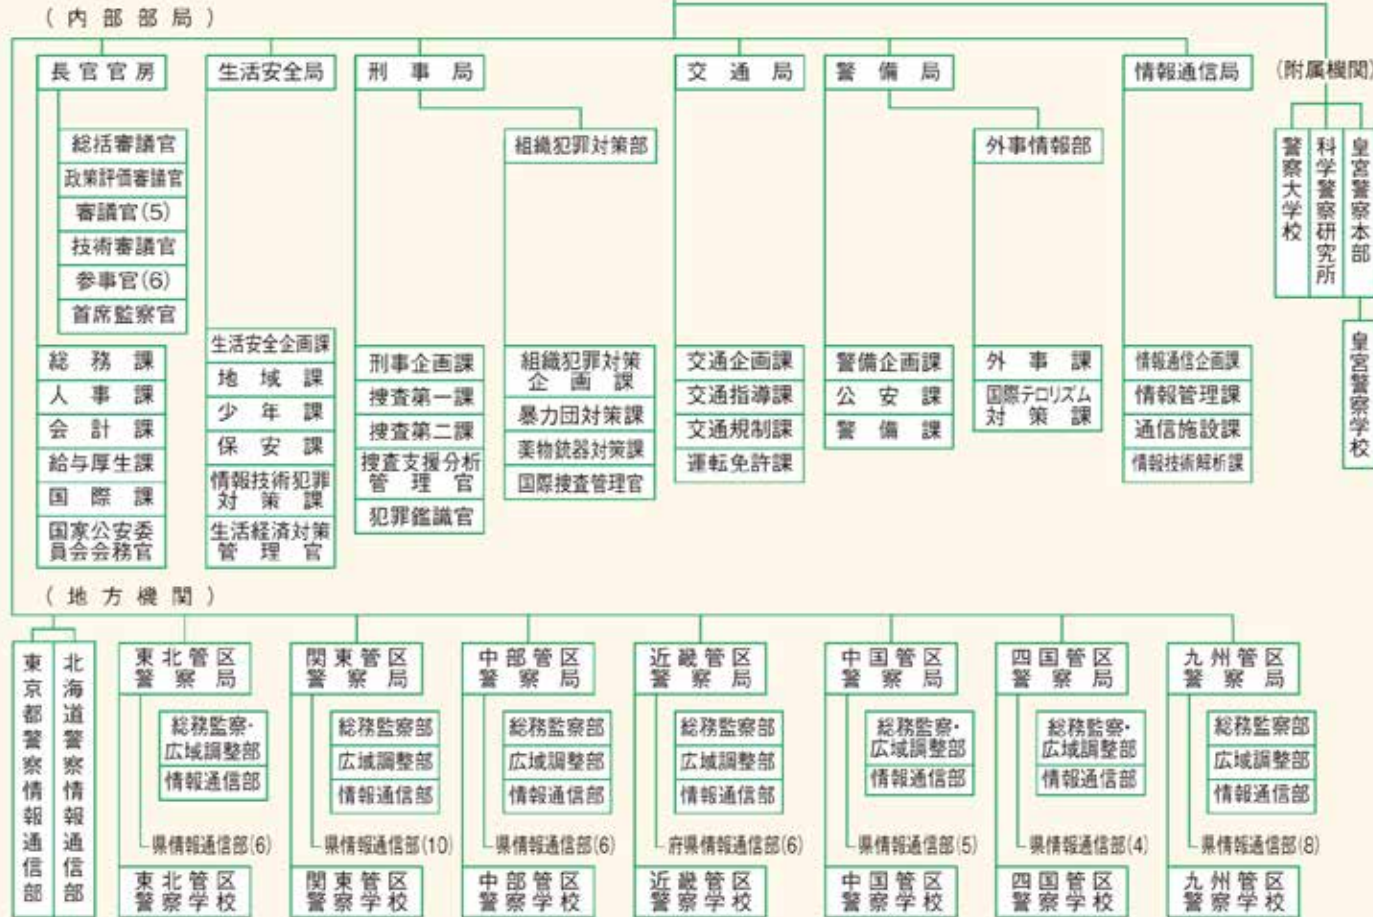 (内部部局)
長官官房
生活安全局
刑事局
交通局
警備局
情報通信局
(附属機関)
総括審議官
政策評価審議官
審議官(5)
技術審議官
参事官(6)
首席監察官
組織犯罪対策部
外事情報部
警察大学校
科学警察研究所
皇宮警察本部
皇宮警察学校
総務課
人事課
会計課
給与厚生課
国際課
国家公安委
員会会務官
生活安全企画課
地域課
少年課
保安課
情報技術犯罪
対策課
生活経済対策
管理官
刑事企画課
捜査第一課
捜査第二課
捜査支援分析
管理官
犯罪鑑識官
組織犯罪対策
企画課
暴力団対策課
薬物銃器対策課
国際捜査管理官
交通企画課
交通指導課
交通規制課
運転免許課
警備企画課
公安課
警備課
外事課
国際テロリズム
対策課
情報通信企画課
情報管理課
通信施設課
情報技術解析課
(地方機関)
東京都警察情報通信部
北海道警察情報通信部
東北管区
警察局
総務監察・
広域調整部
情報通信部
県情報通信部(6)
東北管区
警察学校
関東管区
警察局
総務監察部
広域調整部
情報通信部
県情報通信部(10)
関東管区
警察学校
中部管区
警察局
総務監察部
広域調整部
情報通信部
県情報通信部(6)
中部管区
警察学校
近畿管区
警察局
総務監察部
広域調整部
情報通信部
府県情報通信部(6)
近畿管区
警察学校
中国管区
警察局
総務監察・
広域調整部
情報通信部
県情報通信部(5)
中国管区
警察学校
四国管区
警察局
総務監察・
広域調整部
情報通信部
県情報通信部(4)
四国管区
警察学校
九州管区
警察局
総務監察部
広域調整部
情報通信部
県情報通信部(8)
九州管区
警察学校